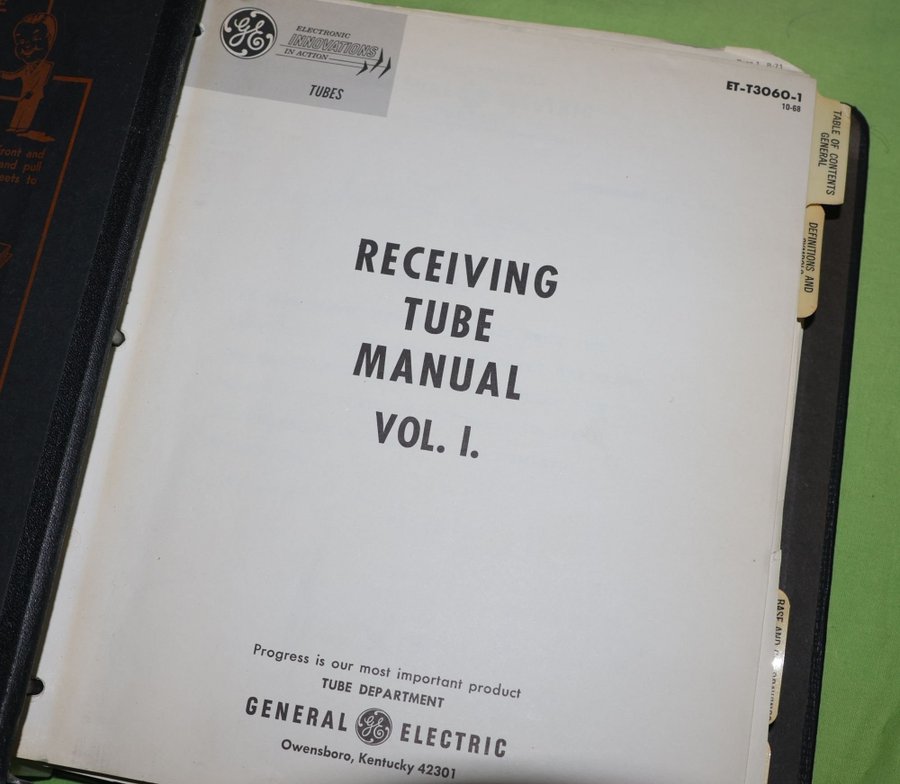 GE
ELECTRONIC
INNOVATIONS
IN ACTION
TUBES
ET-T3060-1
10-68
RECEIVING
TUBE
MANUAL
VOL. I.
Progress is our most important product
TUBE DEPARTMENT
GENERAL GE ELECTRIC
Owensboro, Kentucky 42301
TABLE OF CONTENTS
GENERAL
DEFINITIONS AND
BASE AND
front and
and pull
eets to